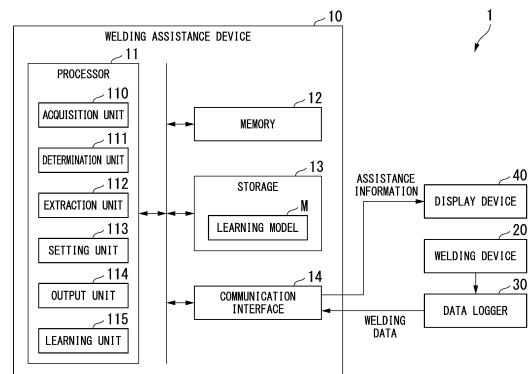 10
1
WELDING ASSISTANCE DEVICE
11
PROCESSOR
110
ACQUISITION UNIT
111
DETERMINATION UNIT
112
EXTRACTION UNIT
113
SETTING UNIT
114
OUTPUT UNIT
115
LEARNING UNIT
12
MEMORY
13
STORAGE
M
LEARNING MODEL
14
COMMUNICATION
INTERFACE
ASSISTANCE
INFORMATION
40
DISPLAY DEVICE
20
WELDING DEVICE
30
DATA LOGGER
WELDING
DATA